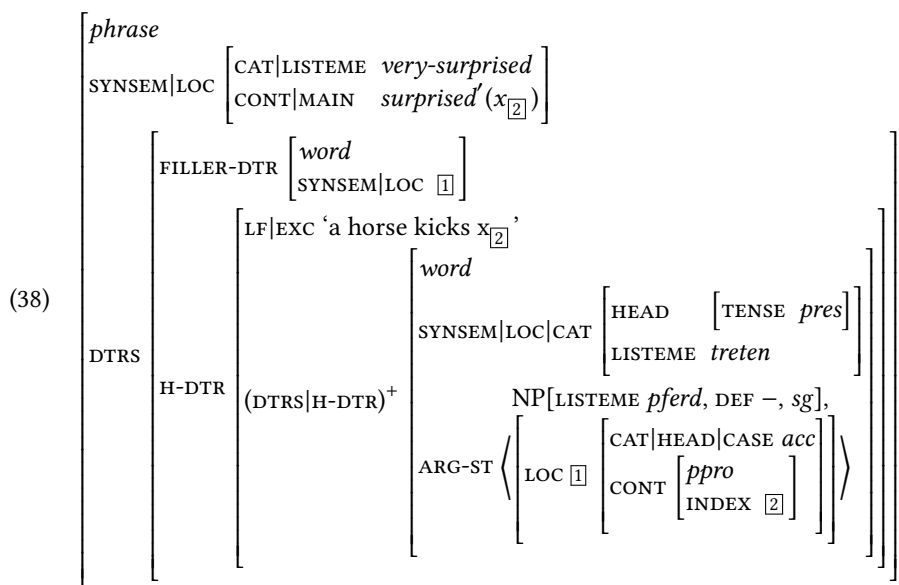 phrase
SYNSEM|LOC [CAT|LISTEME very-surprised
CONT|MAIN surprised′(x[2])]
FILLER-DTR [word
SYNSEM|LOC [1]]
LF|EXC ‘a horse kicks x[2]’
word
SYNSEM|LOC|CAT [HEAD [TENSE pres]
LISTEME treten]
(38) DTRS H-DTR (DTRS|H-DTR)⁺
NP[LISTEME pferd, DEF −, sg],
ARG-ST ⟨[LOC [1] [CAT|HEAD|CASE acc
CONT [ppro
INDEX [2]]]]⟩